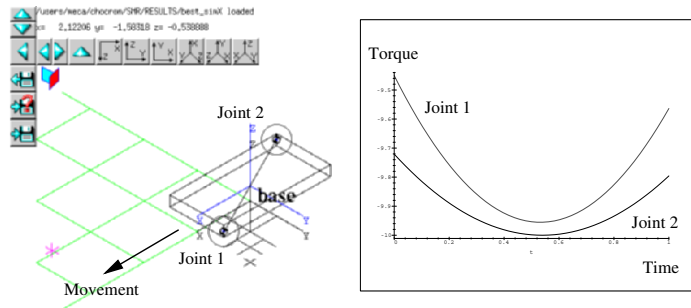 /users/meca/chocron/SMR/RESULTS/best_simX loaded
x= 2.12206 y= -1.58318 z= -0.538888
Joint 2
base
Joint 1
Movement
Z
X
Y
X
Y
Torque
-9.5
-9.6
-9.7
-9.8
-9.9
-10
Joint 1
Joint 2
0
0.2
0.4
0.6
0.8
1
t
Time